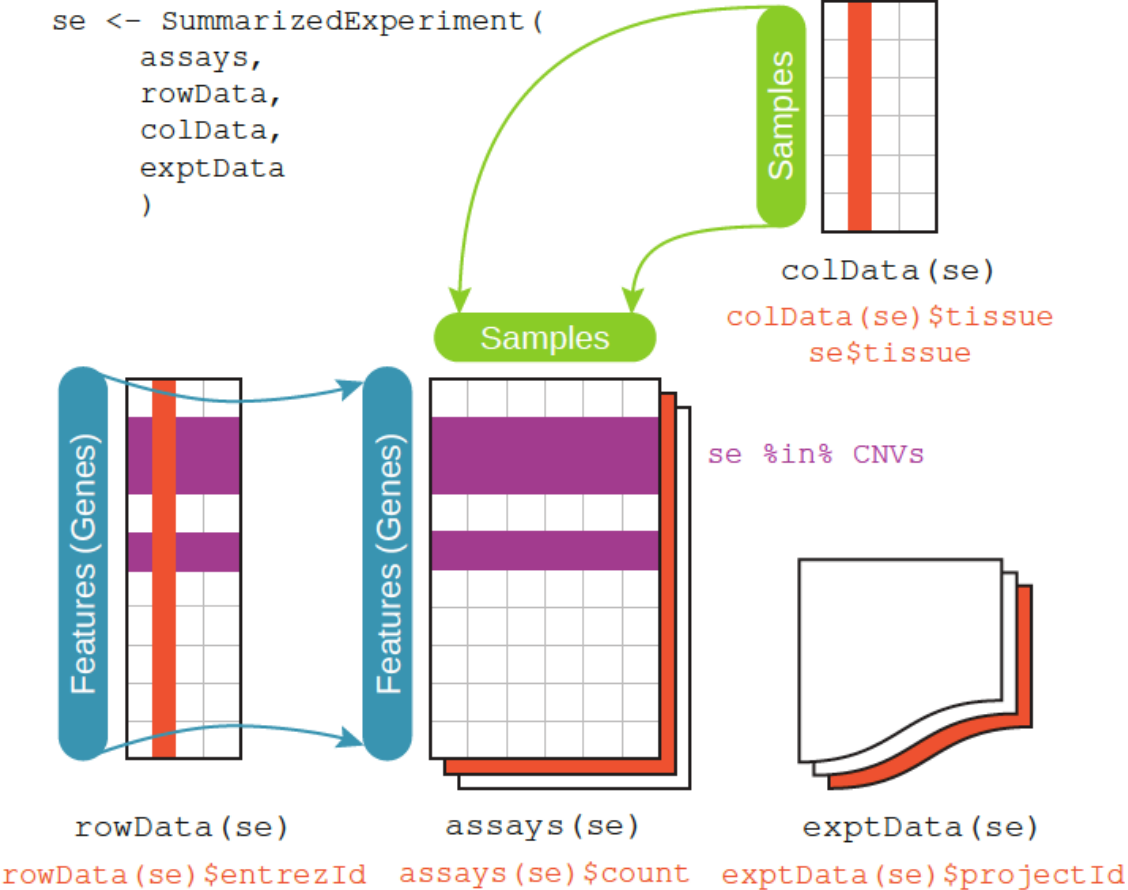 se <- SummarizedExperiment(
assays,
rowData,
colData,
exptData
)
Samples
colData(se)
colData(se)$tissue
se$tissue
Samples
Features (Genes)
Features (Genes)
se %in% CNVs
rowData(se)
assays(se)
exptData(se)
rowData(se)$entrezId
assays(se)$count
exptData(se)$projectId